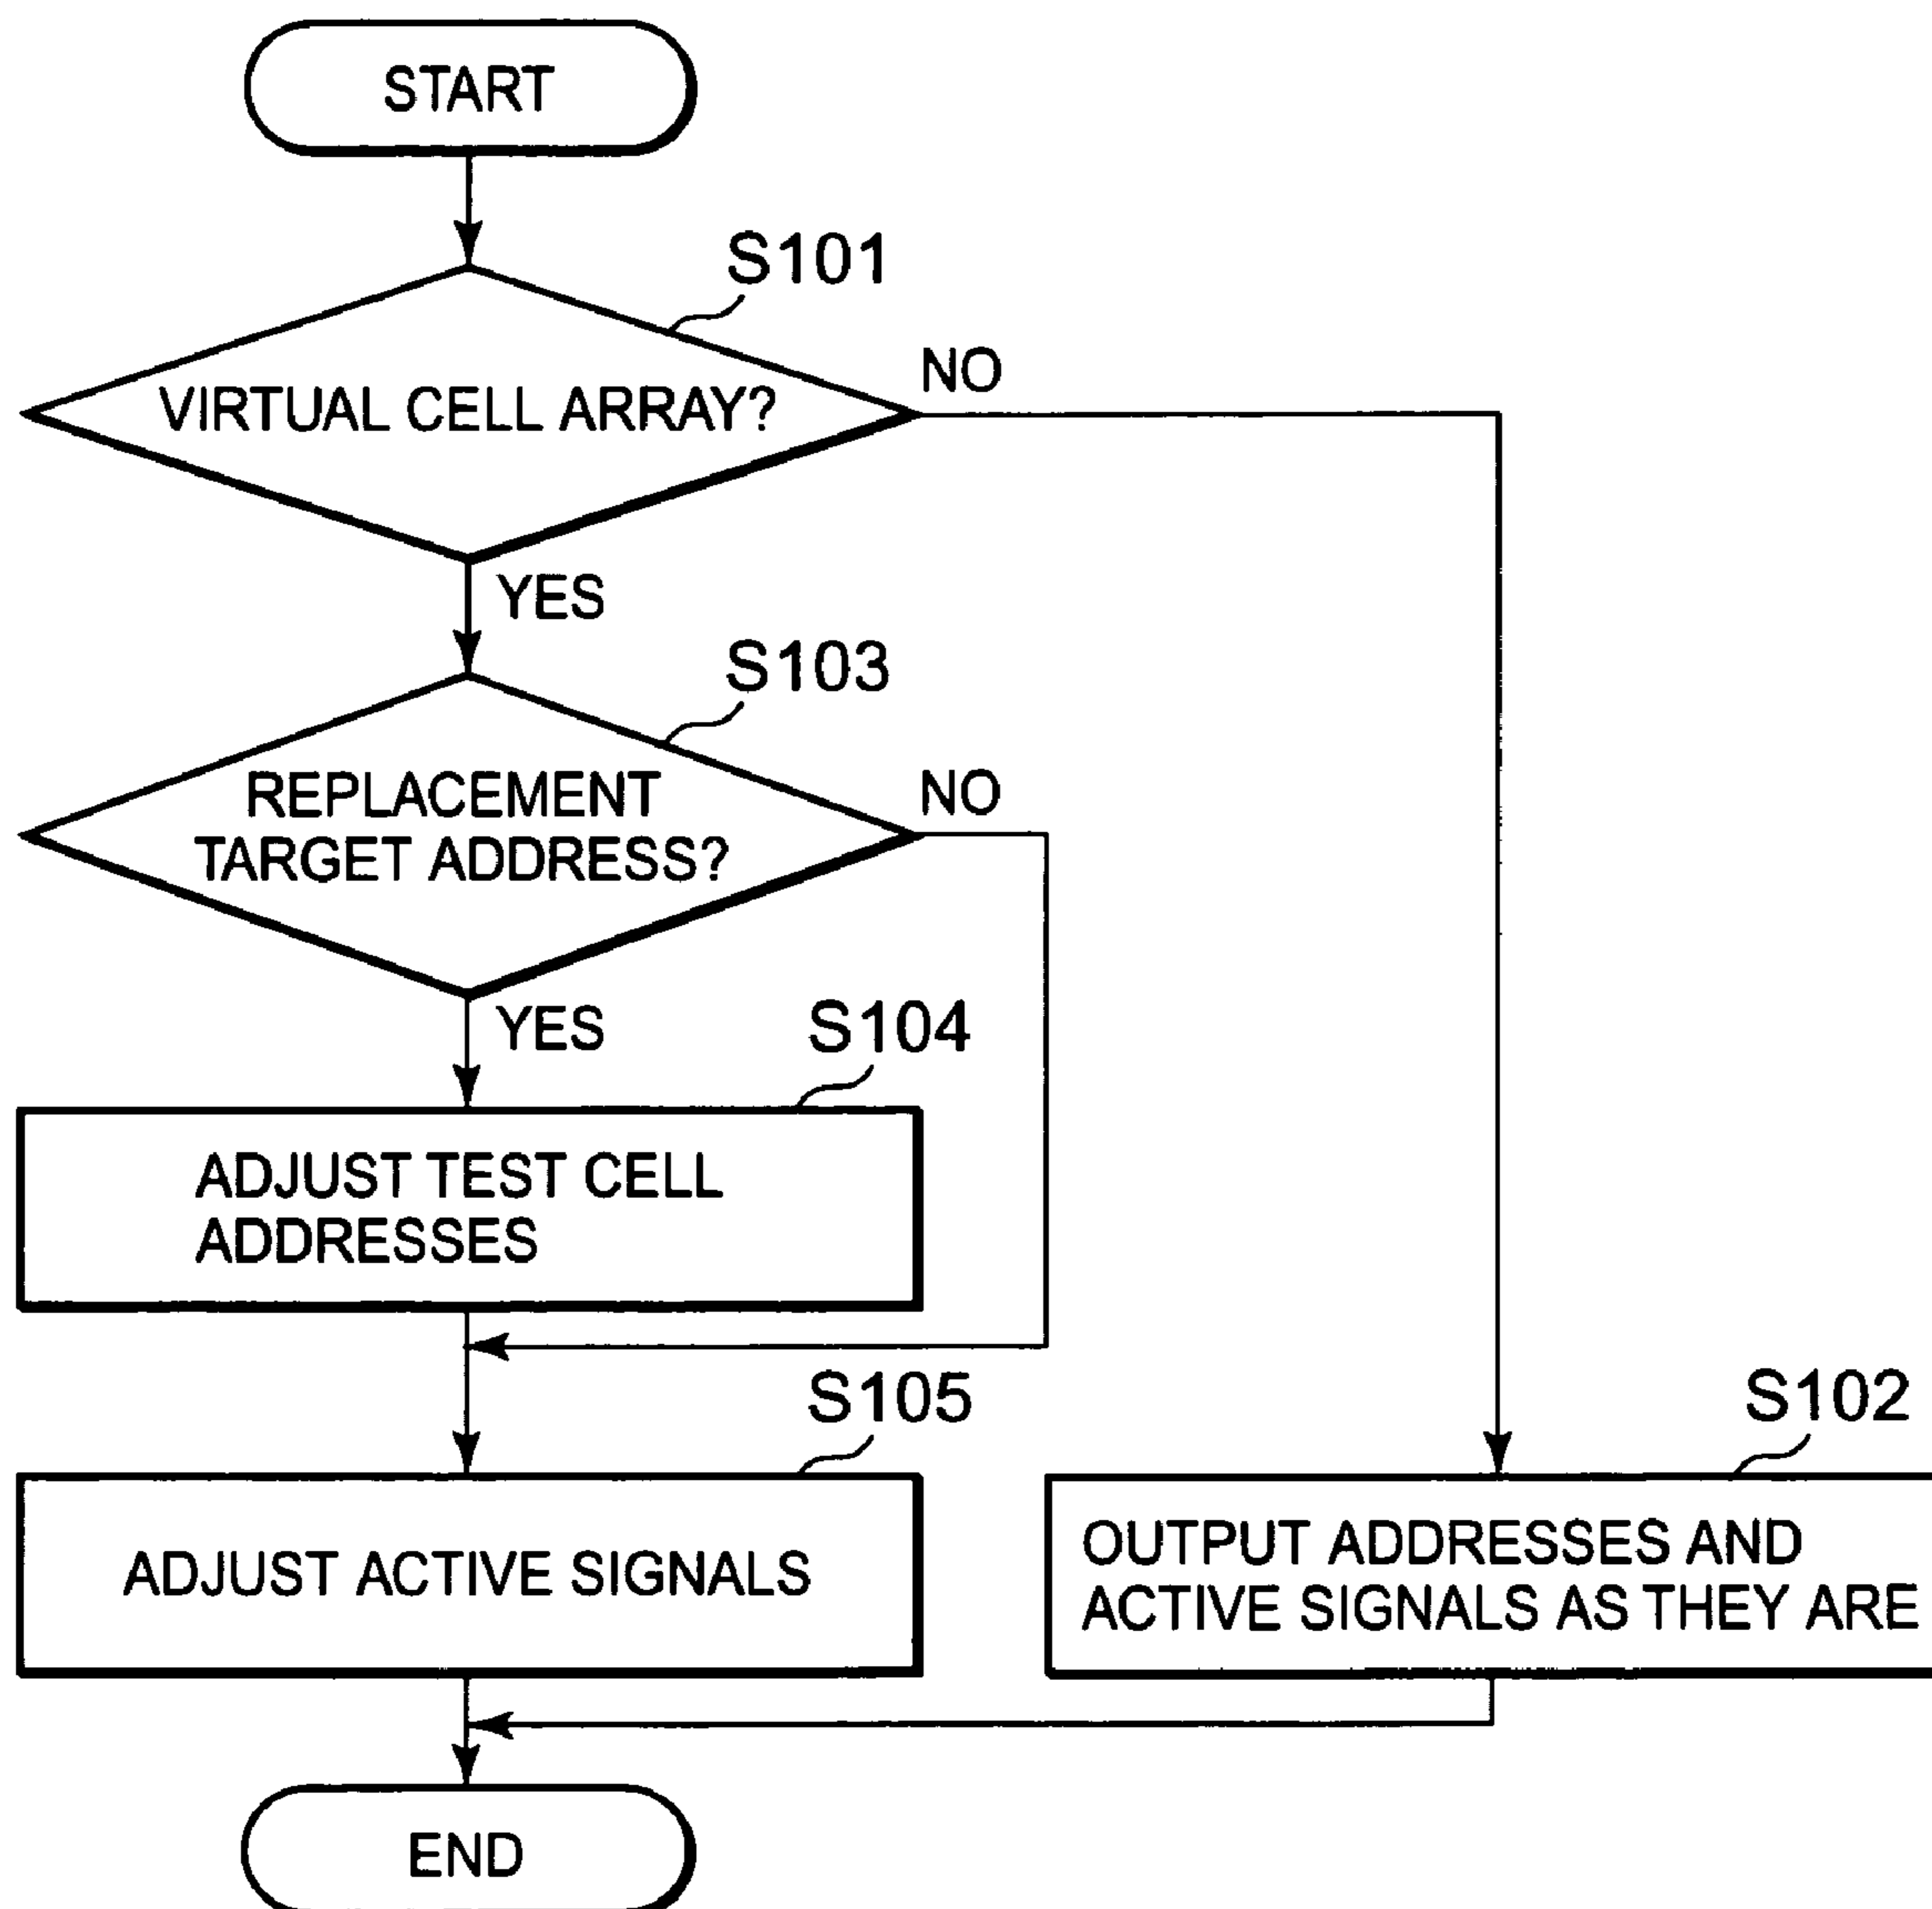 START
S101
VIRTUAL CELL ARRAY?
NO
YES
S103
REPLACEMENT
TARGET ADDRESS?
NO
YES
S104
ADJUST TEST CELL
ADDRESSES
S105
ADJUST ACTIVE SIGNALS
S102
OUTPUT ADDRESSES AND
ACTIVE SIGNALS AS THEY ARE
END